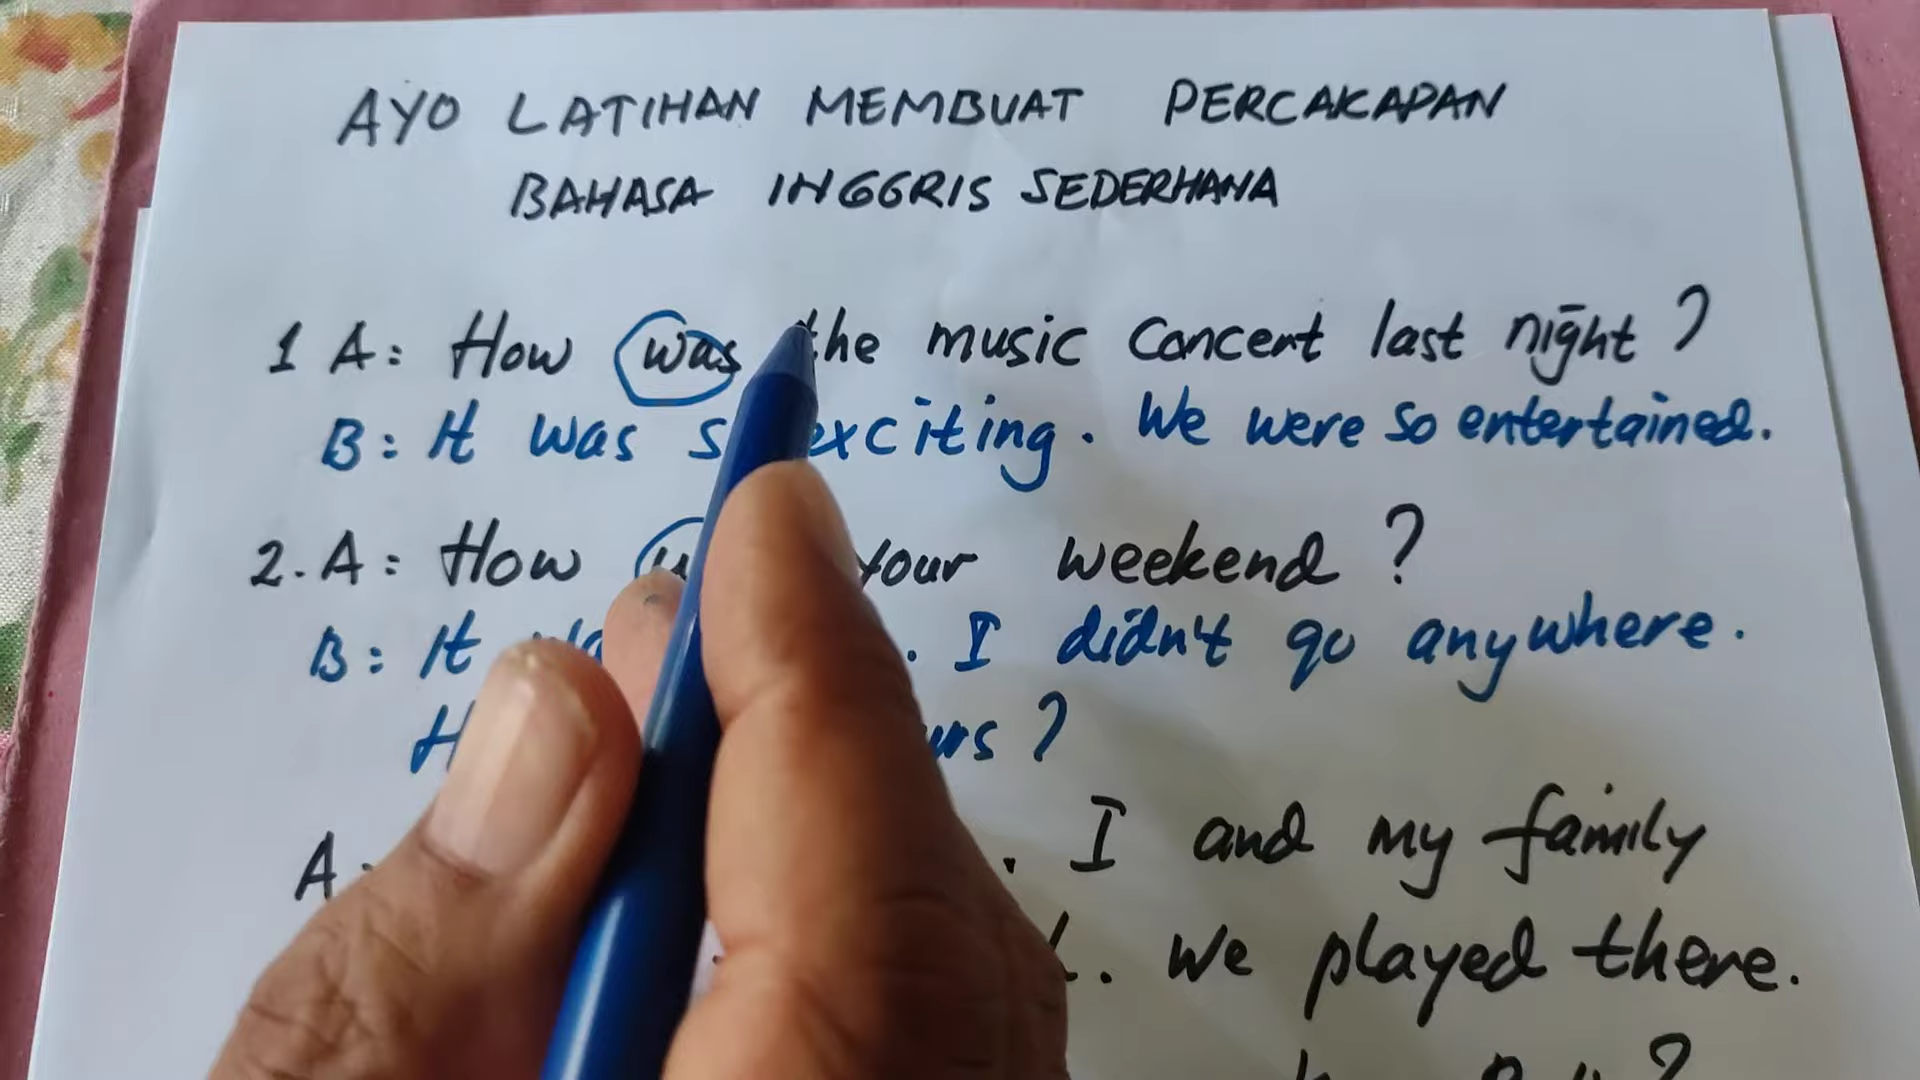 AYO LATIHAN MEMBUAT PERCAKAPAN
BAHASA INGGRIS SEDERHANA
1 A: How was the music concert last night?
B: It was exciting. We were so entertained.
2. A: How your weekend?
B: It . I didn't go anywhere.
?
A: . I and my family
. We played there.
?